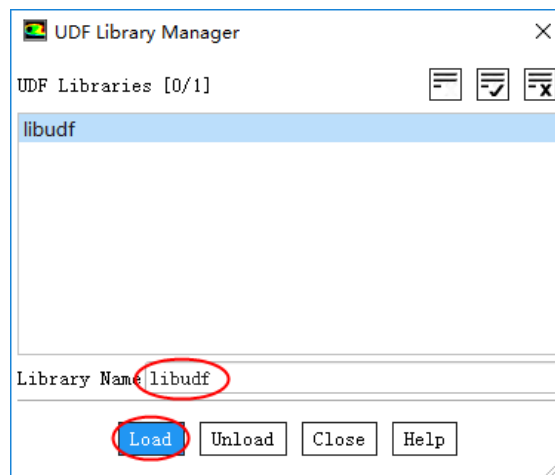 UDF Library Manager
UDF Libraries [0/1]
libudf
Library Name libudf
Load Unload Close Help